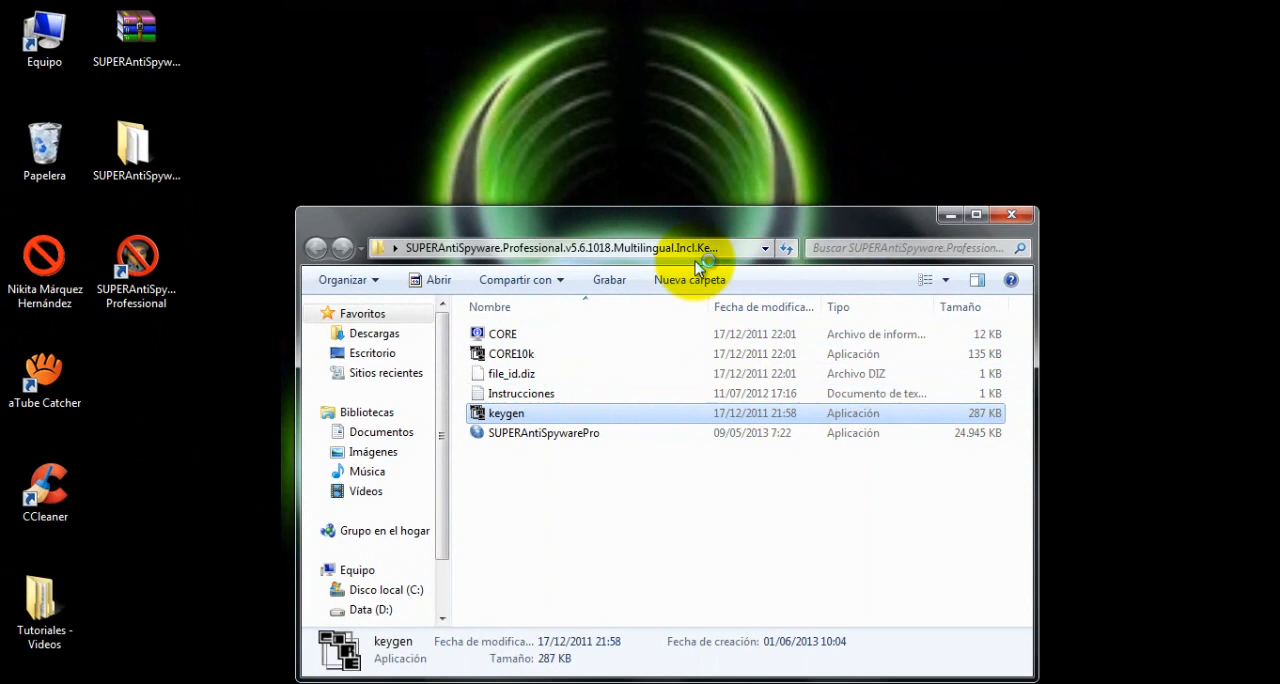 Equipo
SUPERAntiSpyw...
Papelera
SUPERAntiSpyw...
Nikita Márquez
Hernández
SUPERAntiSpy...
Professional
aTube Catcher
CCleaner
Tutoriales -
Videos
SUPERAntiSpyware.Professional.v5.6.1018.Multilingual.Incl.Ke...
Buscar SUPERAntiSpyware.Profession...
Organizar
Abrir
Compartir con
Grabar
Nueva carpeta
Favoritos
Descargas
Escritorio
Sitios recientes
Bibliotecas
Documentos
Imágenes
Música
Vídeos
Grupo en el hogar
Equipo
Disco local (C:)
Data (D:)
Nombre Fecha de modifica... Tipo Tamaño
CORE 17/12/2011 22:01 Archivo de inform... 12 KB
CORE10k 17/12/2011 22:01 Aplicación 135 KB
file_id.diz 17/12/2011 22:01 Archivo DIZ 1 KB
Instrucciones 11/07/2012 17:16 Documento de tex... 1 KB
keygen 17/12/2011 21:58 Aplicación 287 KB
SUPERAntiSpywarePro 09/05/2013 7:22 Aplicación 24.945 KB
keygen Fecha de modifica... 17/12/2011 21:58 Fecha de creación: 01/06/2013 10:04
Aplicación Tamaño: 287 KB